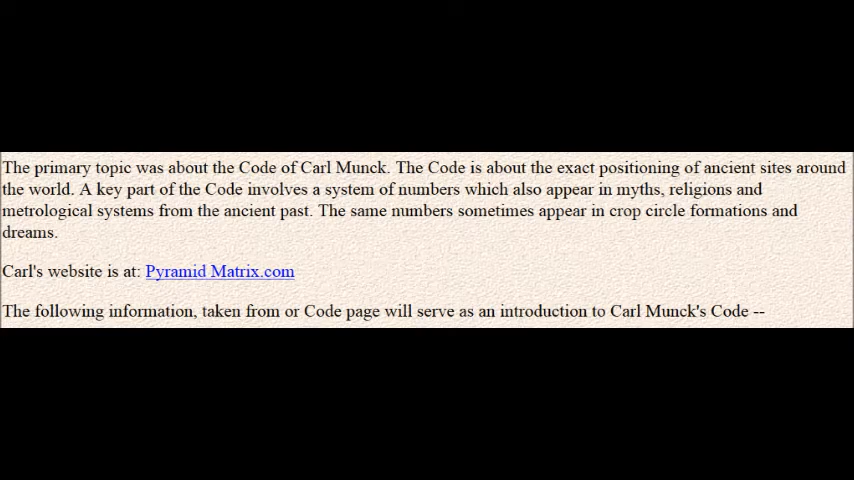 The primary topic was about the Code of Carl Munck. The Code is about the exact positioning of ancient sites around
the world. A key part of the Code involves a system of numbers which also appear in myths, religions and
metrological systems from the ancient past. The same numbers sometimes appear in crop circle formations and
dreams.
Carl's website is at: Pyramid Matrix.com
The following information, taken from or Code page will serve as an introduction to Carl Munck's Code --